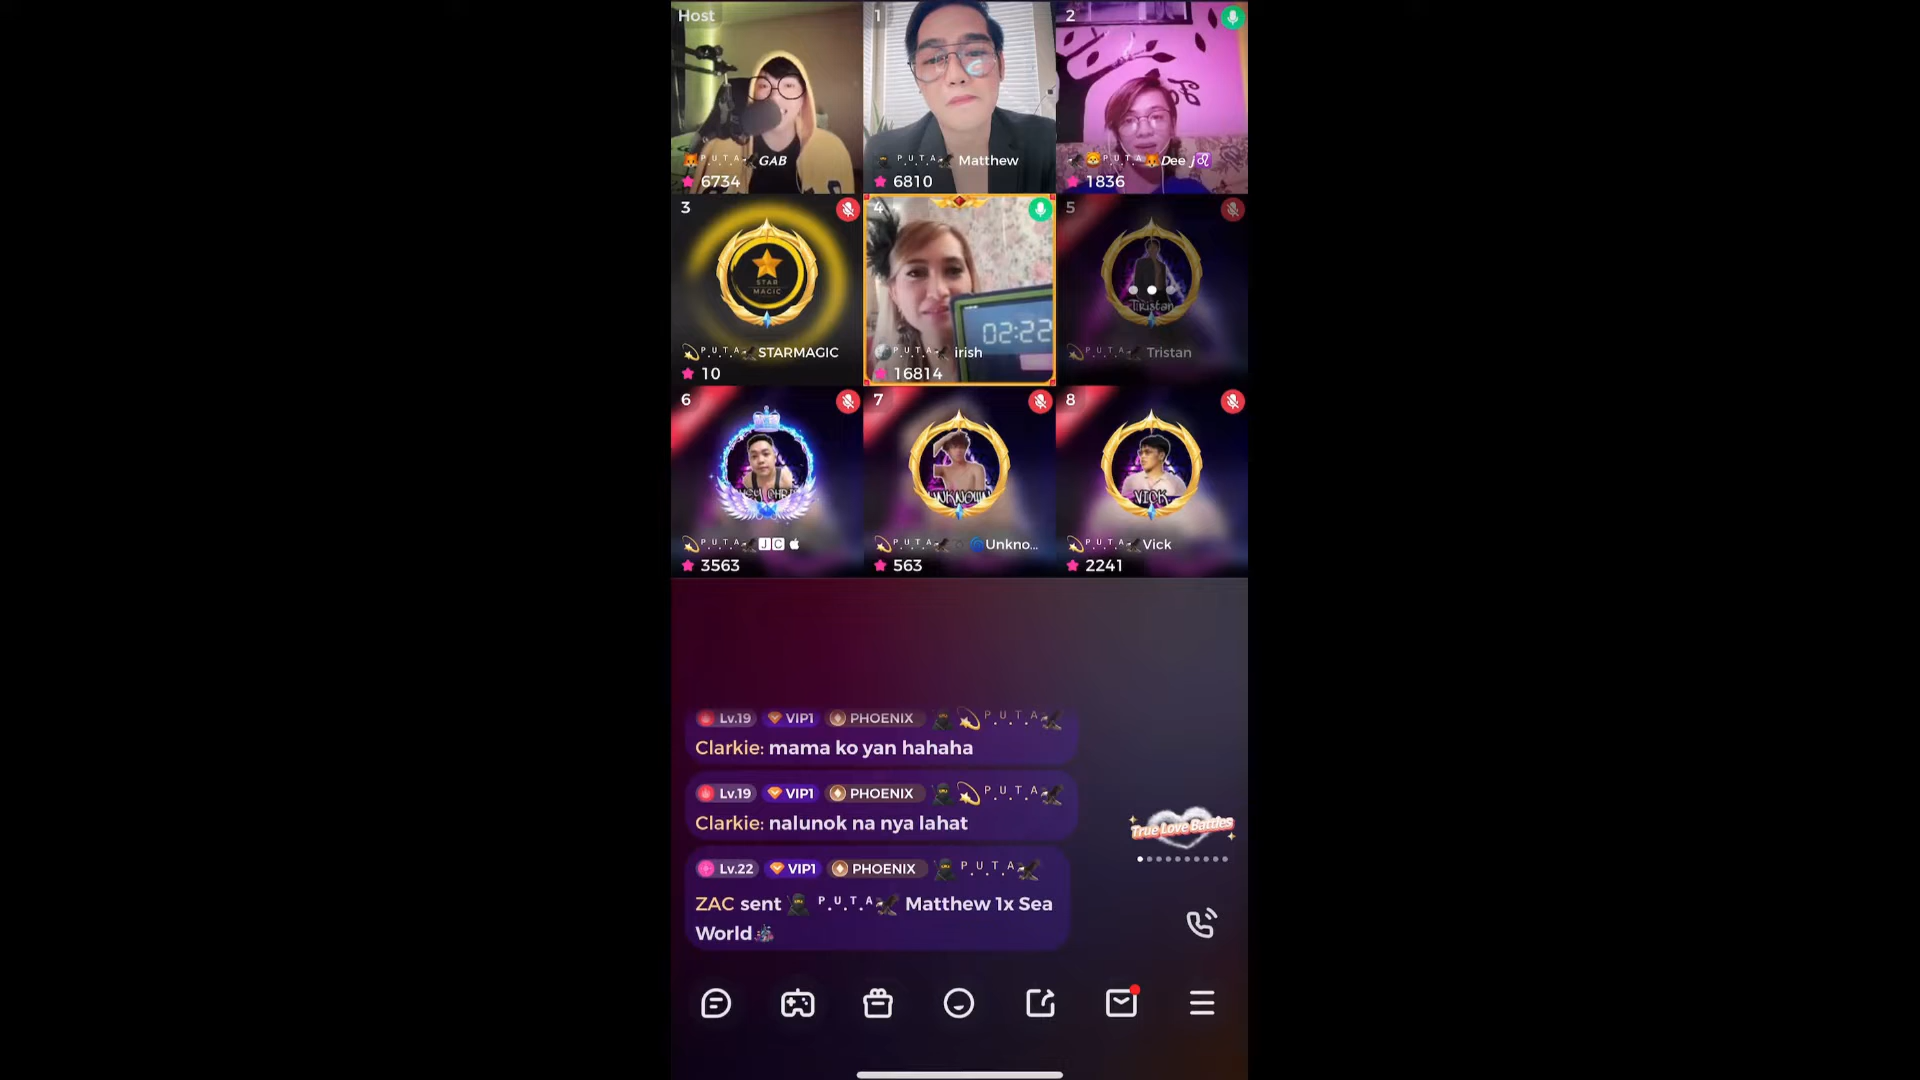 Host
1
2
GAB
6734
P.U.T.A Matthew
6810
P.U.T.A Dee j
1836
3
4
5
STAR
MAGIC
02:22
Tristan
P.U.T.A STARMAGIC
10
P.U.T.A irish
16814
P.U.T.A Tristan
6
7
8
UNKNOWN
VICK
P.U.T.A JC
3563
P.U.T.A Unkno...
563
P.U.T.A Vick
2241
Lv.19 VIP1 PHOENIX P.U.T.A
Clarkie: mama ko yan hahaha
Lv.19 VIP1 PHOENIX P.U.T.A
Clarkie: nalunok na nya lahat
True Love Battles
Lv.22 VIP1 PHOENIX P.U.T.A
ZAC sent P.U.T.A Matthew 1x Sea
World